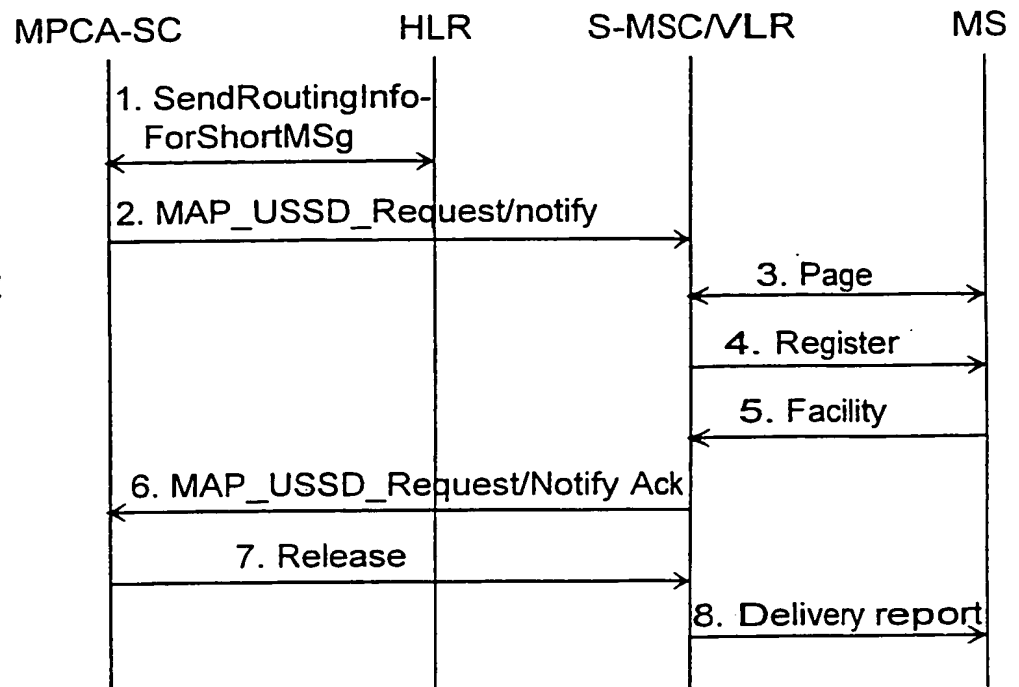 MPCA-SC HLR S-MSC/VLR MS
1. SendRoutingInfo-
ForShortMSg
2. MAP_USSD_Request/notify
3. Page
4. Register
5. Facility
6. MAP_USSD_Request/Notify Ack
7. Release
8. Delivery report